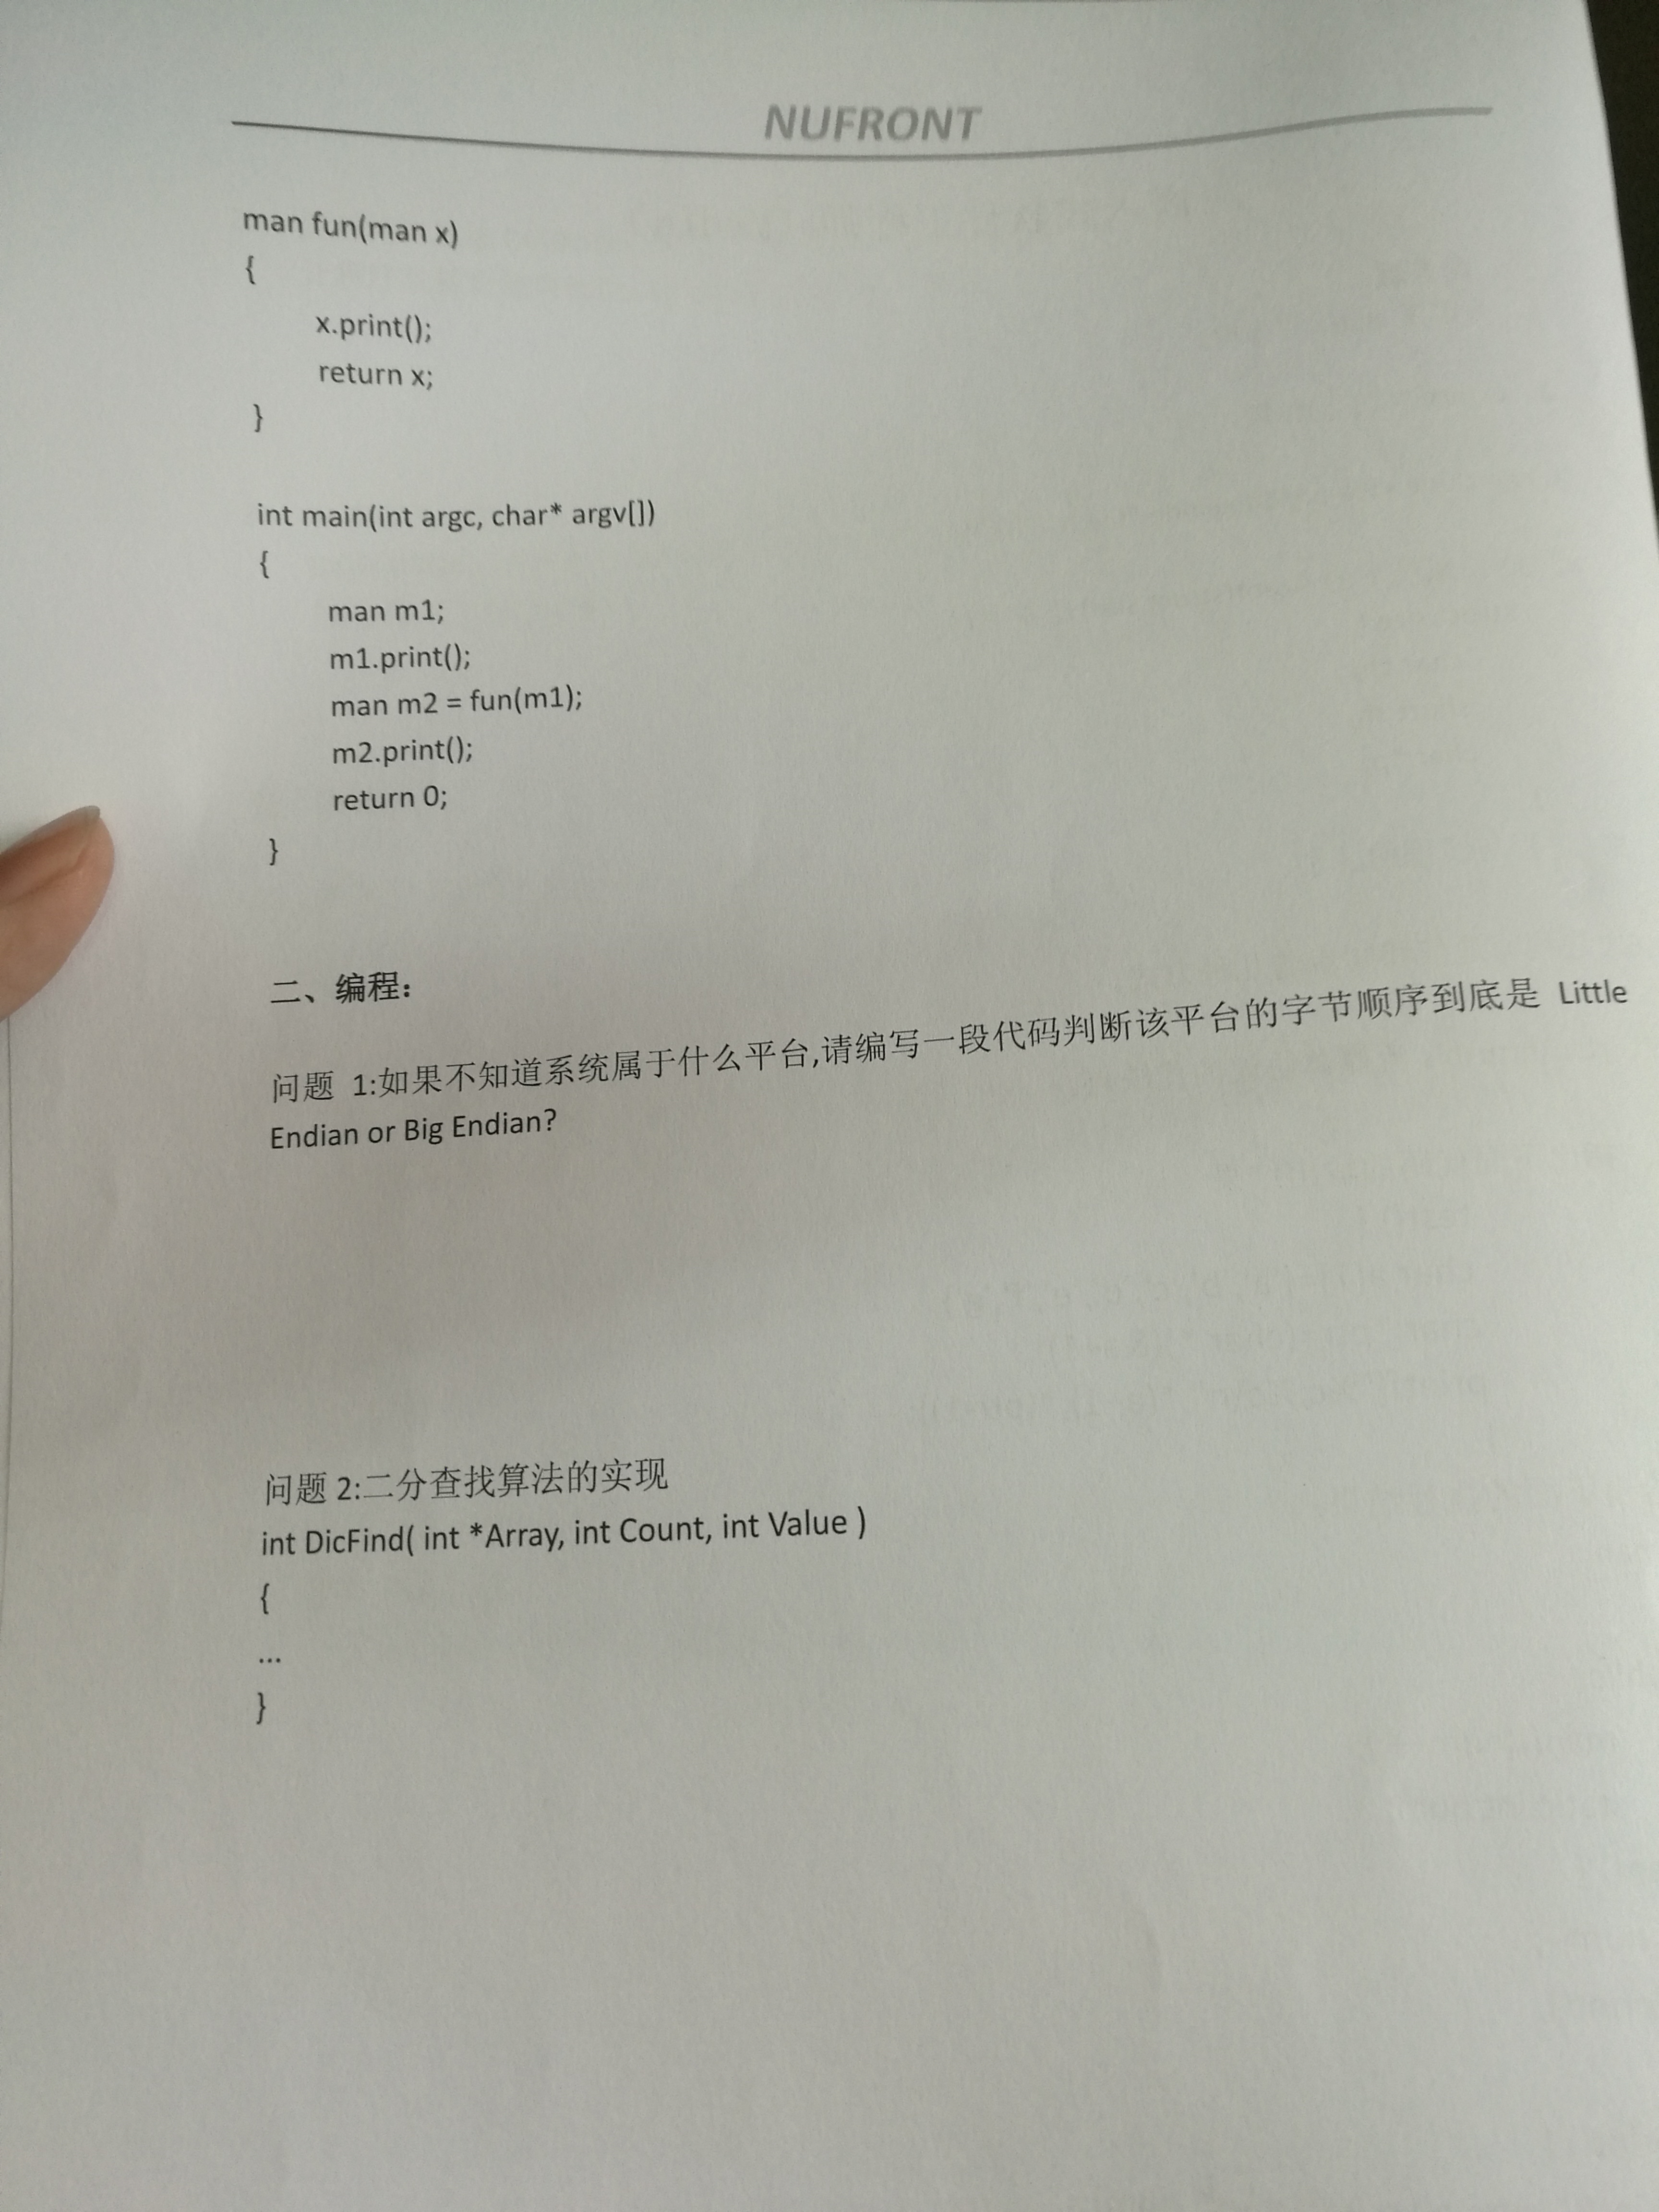 NUFRONT
man fun(man x)
{
x.print();
return x;
}
int main(int argc, char* argv[])
{
man m1;
m1.print();
man m2 = fun(m1);
m2.print();
return 0;
}
二、编程：
问题 1:如果不知道系统属于什么平台,请编写一段代码判断该平台的字节顺序到底是 Little
Endian or Big Endian?
问题 2:二分查找算法的实现
int DicFind( int *Array, int Count, int Value )
{
...
}